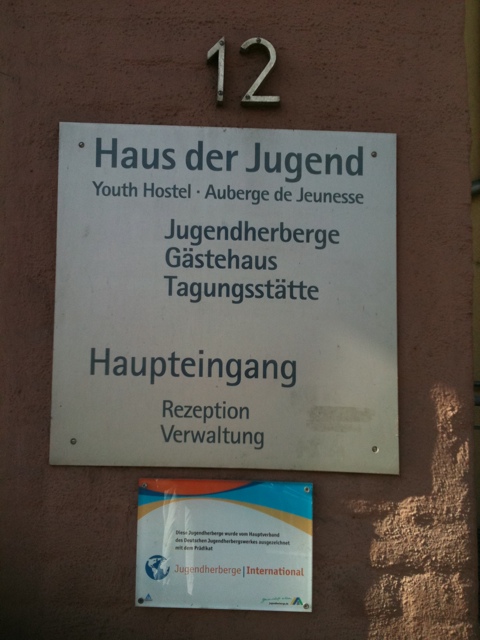 12
Haus der Jugend
Youth Hostel · Auberge de Jeunesse
Jugendherberge
Gästehaus
Tagungsstätte
Haupteingang
Rezeption
Verwaltung
Diese Jugendherberge wurde vom Hauptverband
des Deutschen Jugendherbergswerkes ausgezeichnet
mit dem Prädikat
Jugendherberge | International